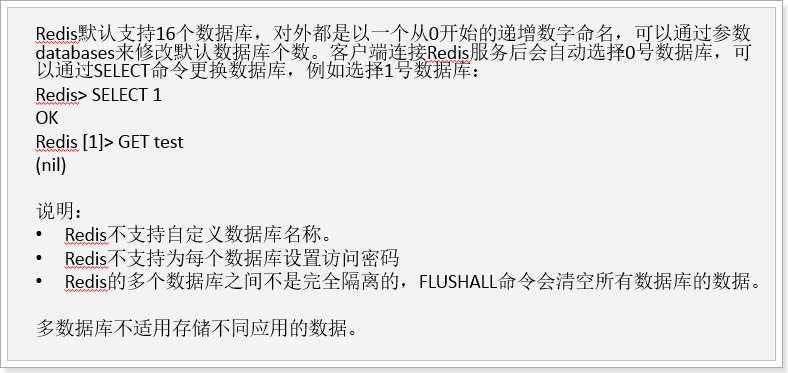 Redis默认支持16个数据库，对外都是以一个从0开始的递增数字命名，可以通过参数
databases来修改默认数据库个数。客户端连接Redis服务后会自动选择0号数据库，可
以通过SELECT命令更换数据库，例如选择1号数据库：
Redis> SELECT 1
OK
Redis [1]> GET test
(nil)
说明：
• Redis不支持自定义数据库名称。
• Redis不支持为每个数据库设置访问密码
• Redis的多个数据库之间不是完全隔离的，FLUSHALL命令会清空所有数据库的数据。
多数据库不适用存储不同应用的数据。